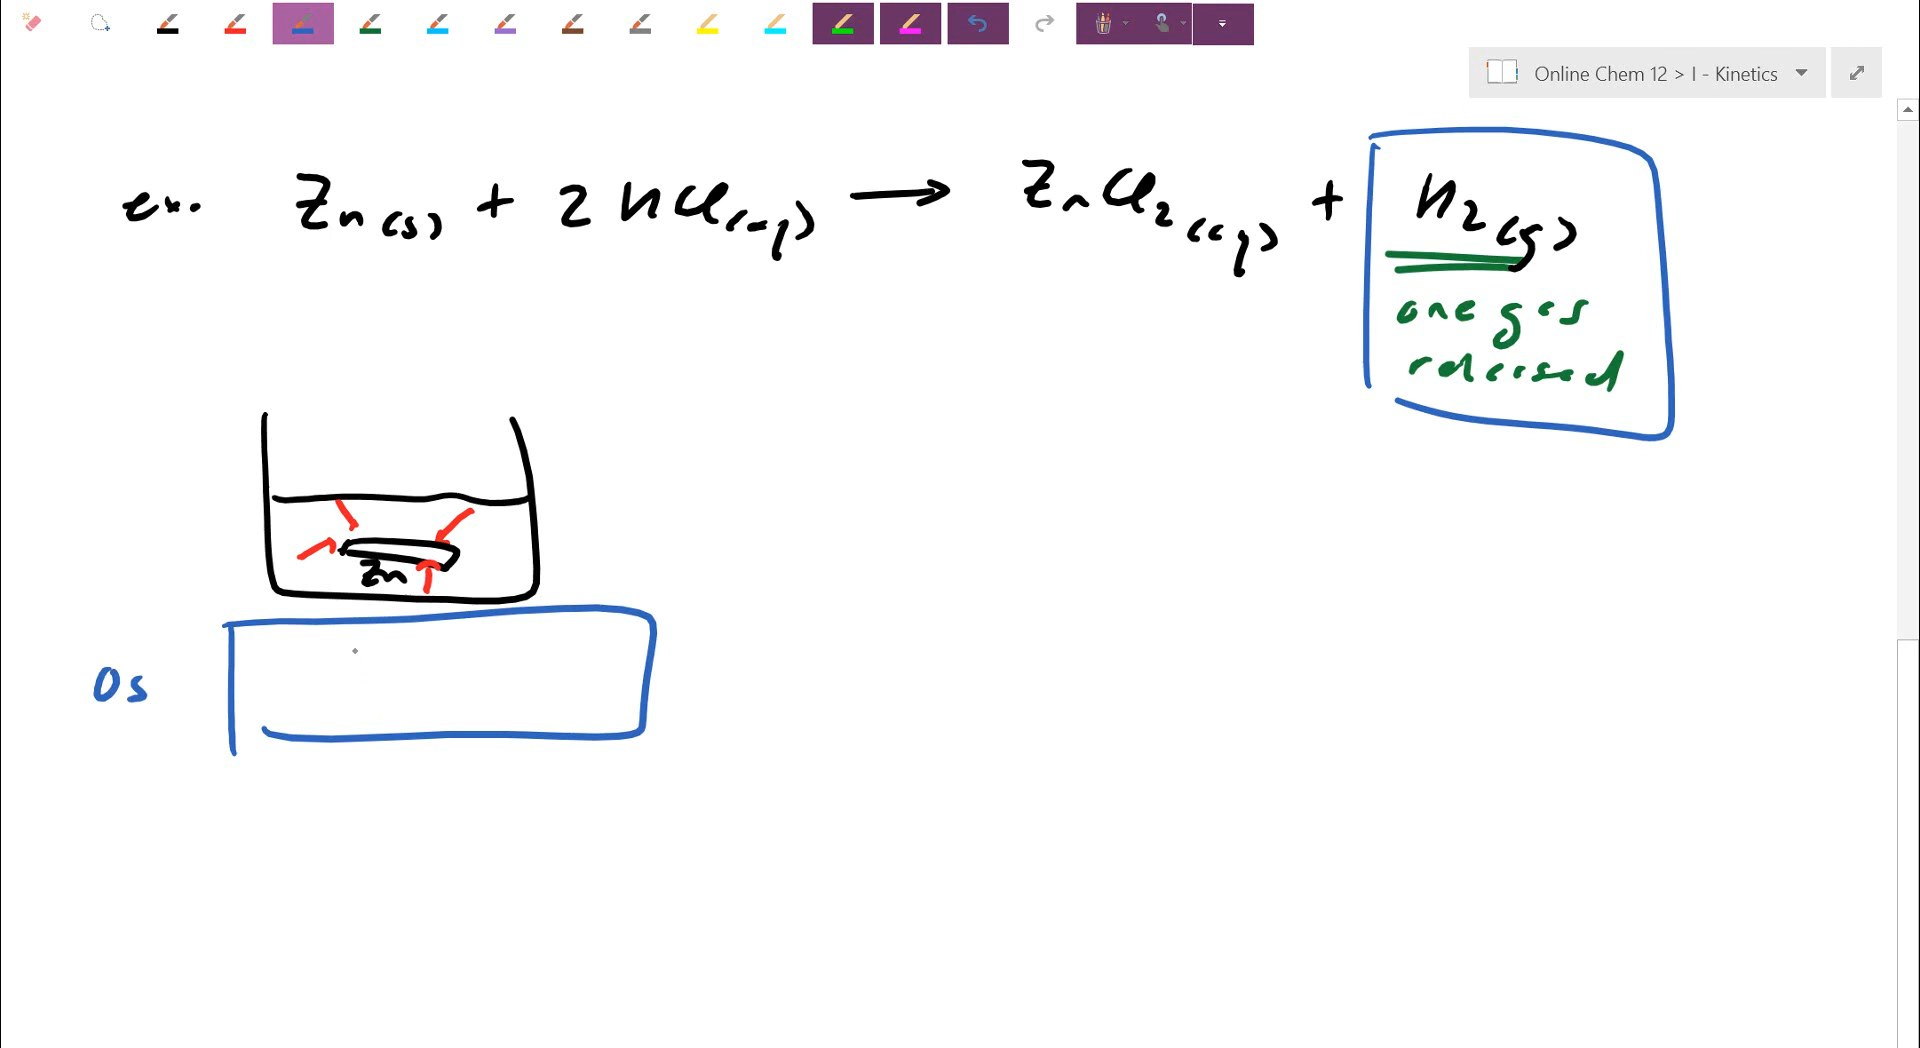 Online Chem 12 > I - Kinetics
ex. Zn(s) + 2 HCl(aq) → ZnCl2(aq) + H2(g)
one gas
released
Zn
0s